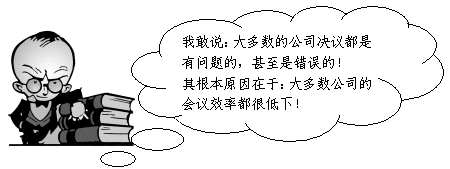 我敢说：大多数的公司决议都是
有问题的，甚至是错误的！
其根本原因在于：大多数公司的
会议效率都很低下！